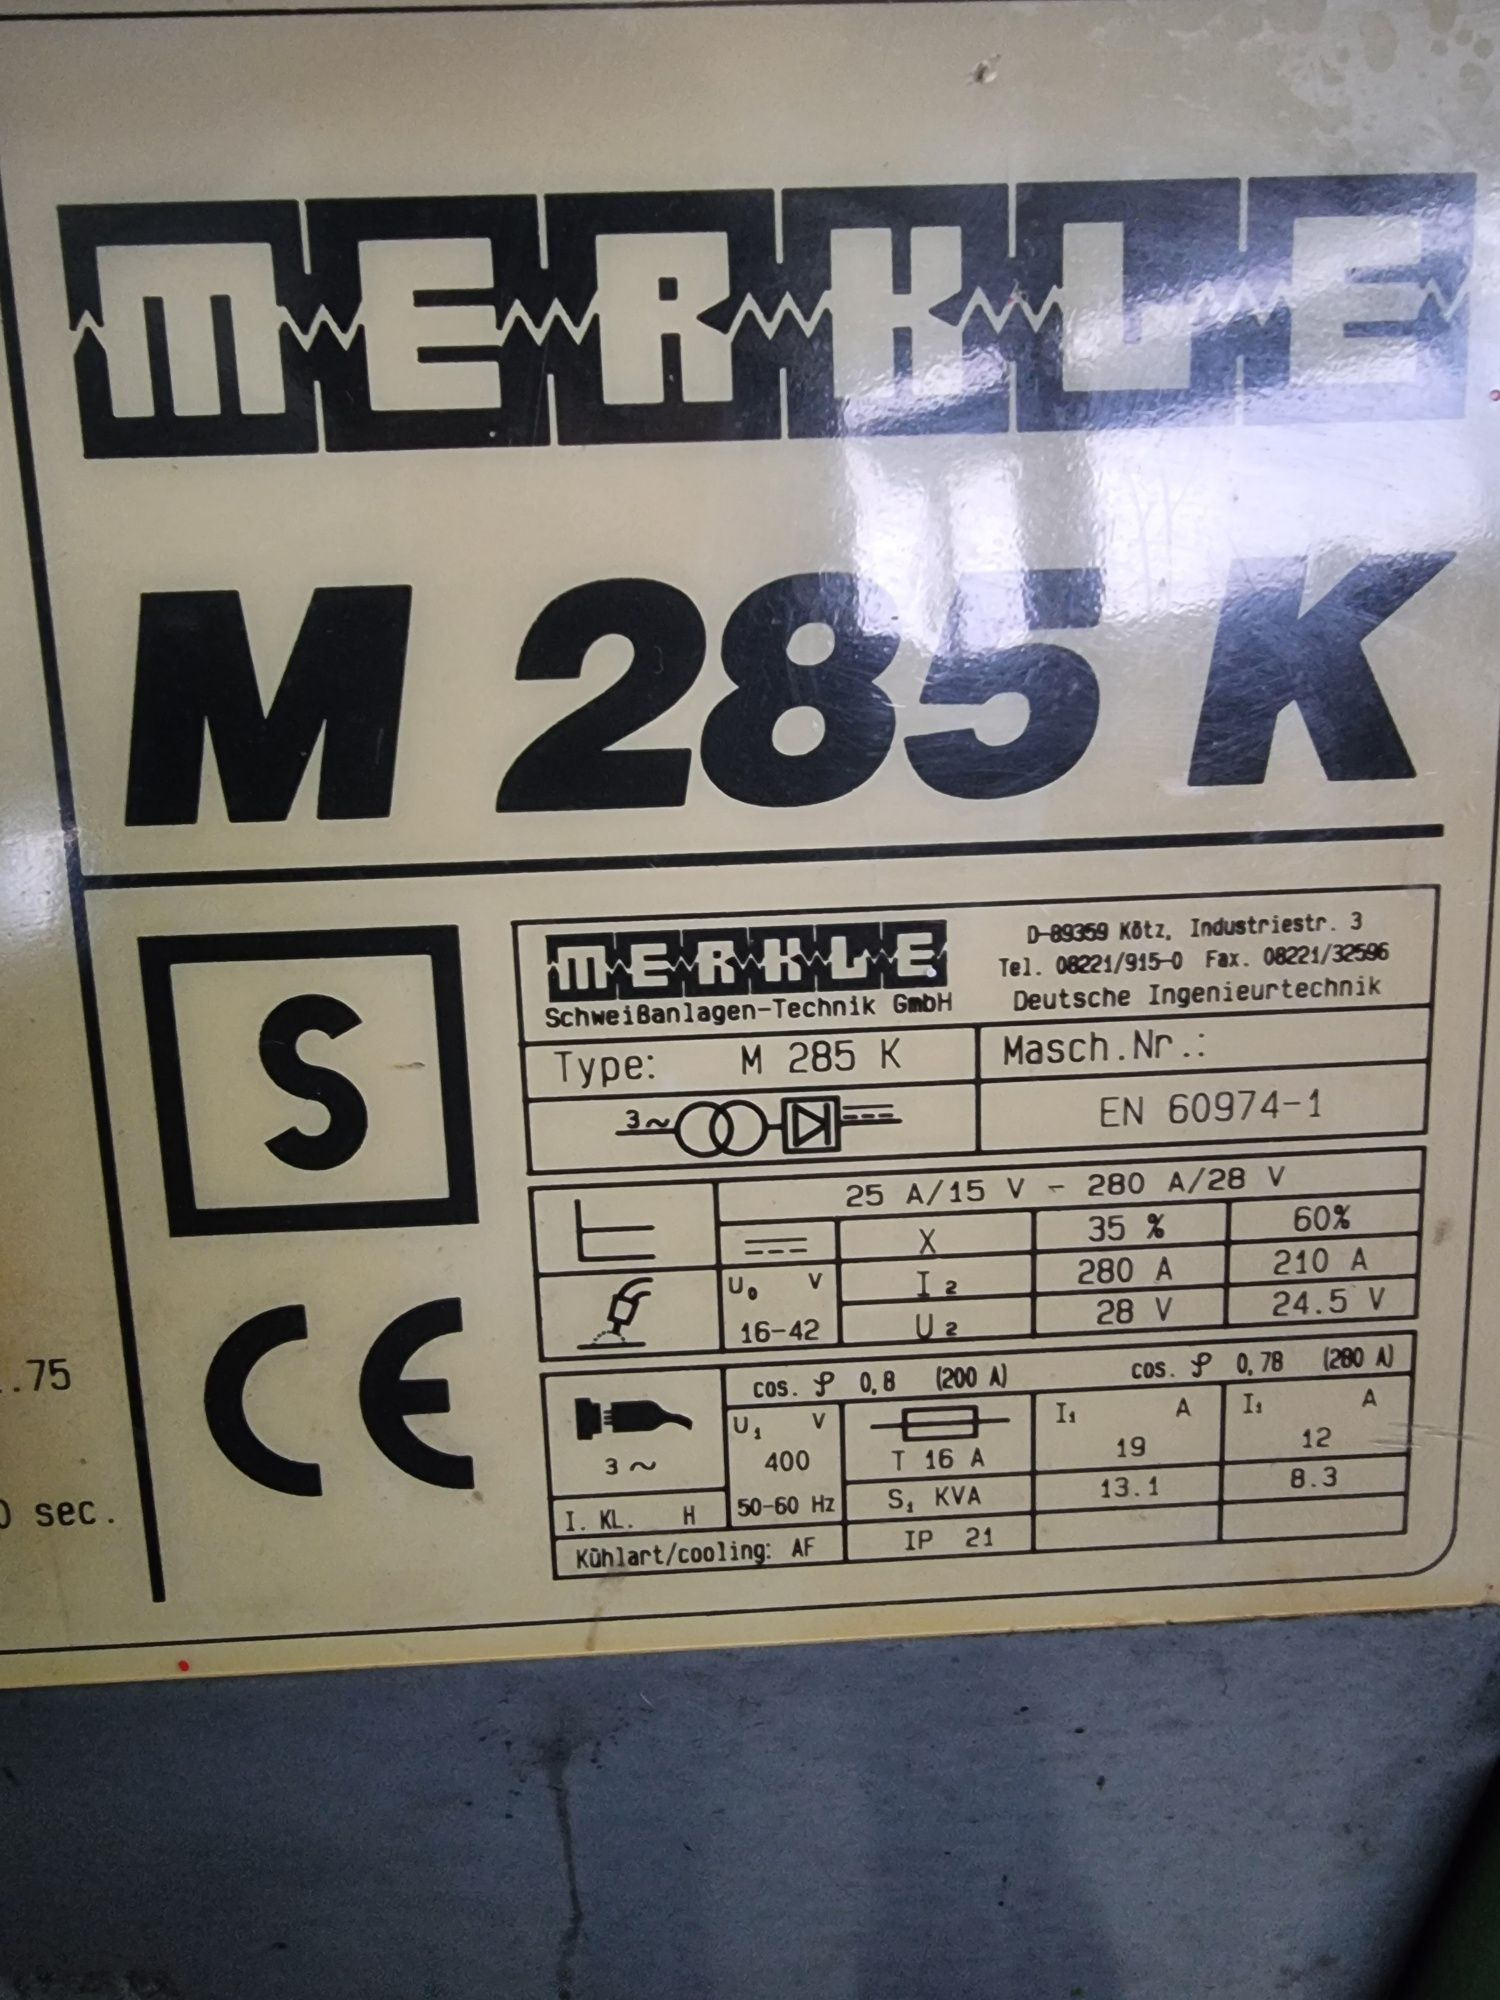 MERKLE
M 285 K
S
CE
.75
sec.
MERKLE
Schweißanlagen-Technik GmbH
D-89359 Kötz, Industriestr. 3
Tel. 08221/915-0 Fax. 08221/32596
Deutsche Ingenieurtechnik
Type: M 285 K
Masch.Nr.:
3~
EN 60974-1
25 A/15 V - 280 A/28 V
X 35 % 60%
I2 280 A 210 A
U0 V
16-42
U2 28 V 24.5 V
cos. φ 0,8 (200 A) cos. φ 0,78 (280 A)
3~
U1 V
400
50-60 Hz
T 16 A
I1 A
19
I1 A
12
S1 KVA 13.1 8.3
I. KL. H
Kühlart/cooling: AF
IP 21